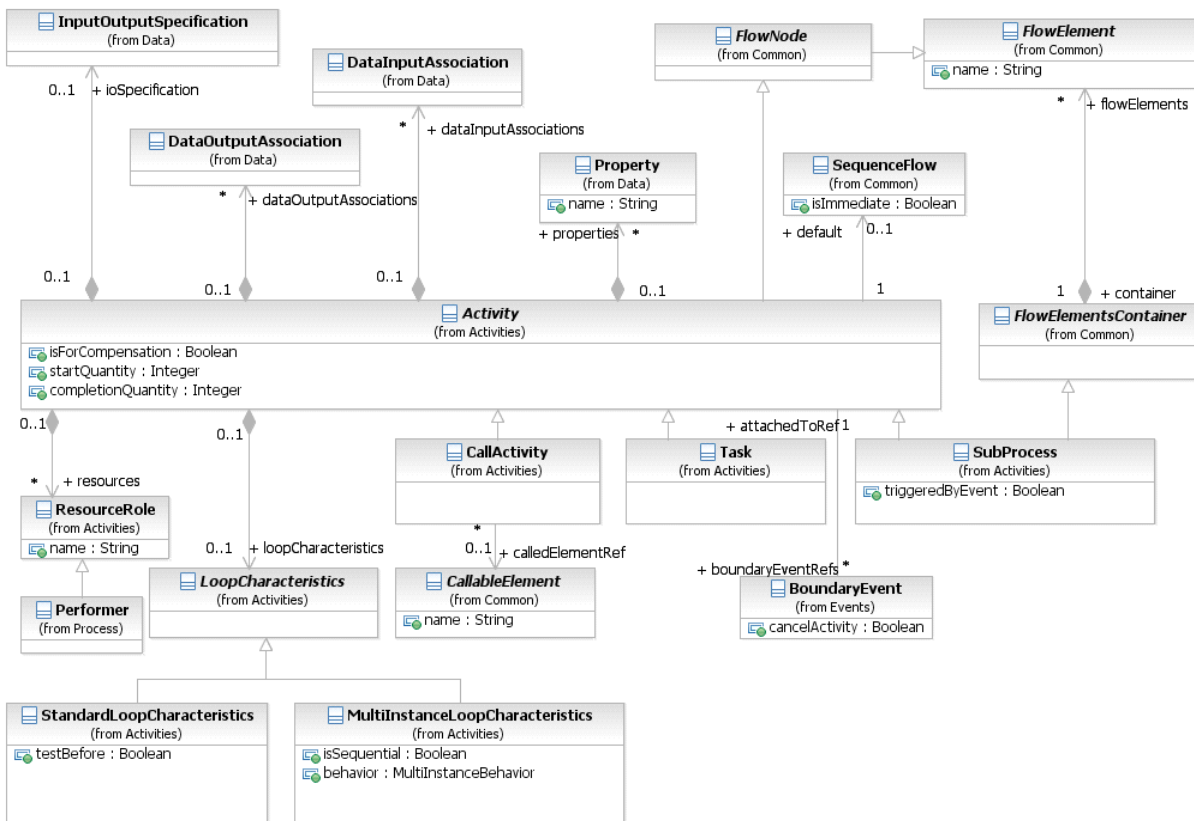 InputOutputSpecification
(from Data)
0..1
+ ioSpecification
DataInputAssociation
(from Data)
*
+ dataInputAssociations
FlowNode
(from Common)
FlowElement
(from Common)
name : String
*
+ flowElements
DataOutputAssociation
(from Data)
*
+ dataOutputAssociations
Property
(from Data)
name : String
+ properties
*
SequenceFlow
(from Common)
isImmediate : Boolean
+ default
0..1
0..1
0..1
0..1
0..1
1
1
+ container
Activity
(from Activities)
isForCompensation : Boolean
startQuantity : Integer
completionQuantity : Integer
FlowElementsContainer
(from Common)
0..1
0..1
+ attachedToRef
1
CallActivity
(from Activities)
Task
(from Activities)
SubProcess
(from Activities)
triggeredByEvent : Boolean
*
+ resources
ResourceRole
(from Activities)
name : String
0..1
+ loopCharacteristics
*
0..1
+ calledElementRef
+ boundaryEventRefs
*
Performer
(from Process)
LoopCharacteristics
(from Activities)
CallableElement
(from Common)
name : String
BoundaryEvent
(from Events)
cancelActivity : Boolean
StandardLoopCharacteristics
(from Activities)
testBefore : Boolean
MultiInstanceLoopCharacteristics
(from Activities)
isSequential : Boolean
behavior : MultiInstanceBehavior